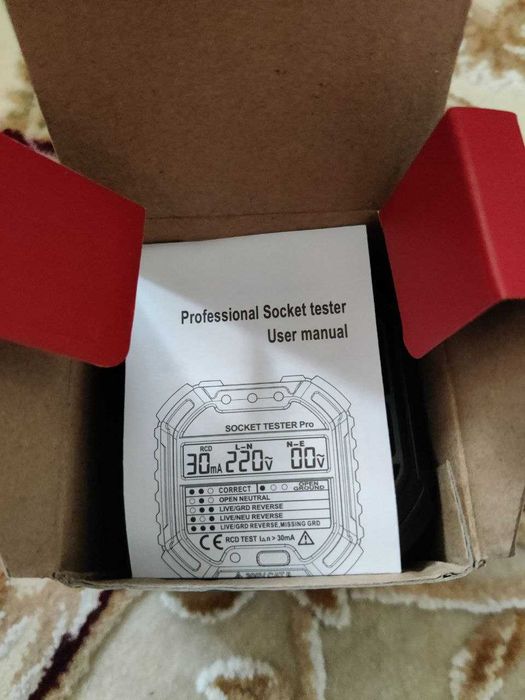 Professional Socket tester
User manual
SOCKET TESTER Pro
RCD L-N N-E
30mA 220V 00V
CORRECT OPEN GROUND
OPEN NEUTRAL
LIVE/GRD REVERSE
LIVE/NEU REVERSE
LIVE/GRD REVERSE,MISSING GRD
CE RCD TEST I△n > 30mA